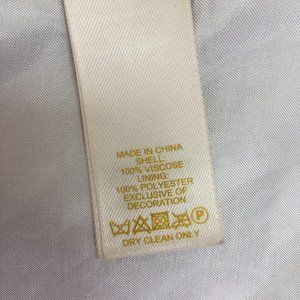 MADE IN CHINA
SHELL:
100% VISCOSE
LINING:
100% POLYESTER
EXCLUSIVE OF
DECORATION
P
DRY CLEAN ONLY